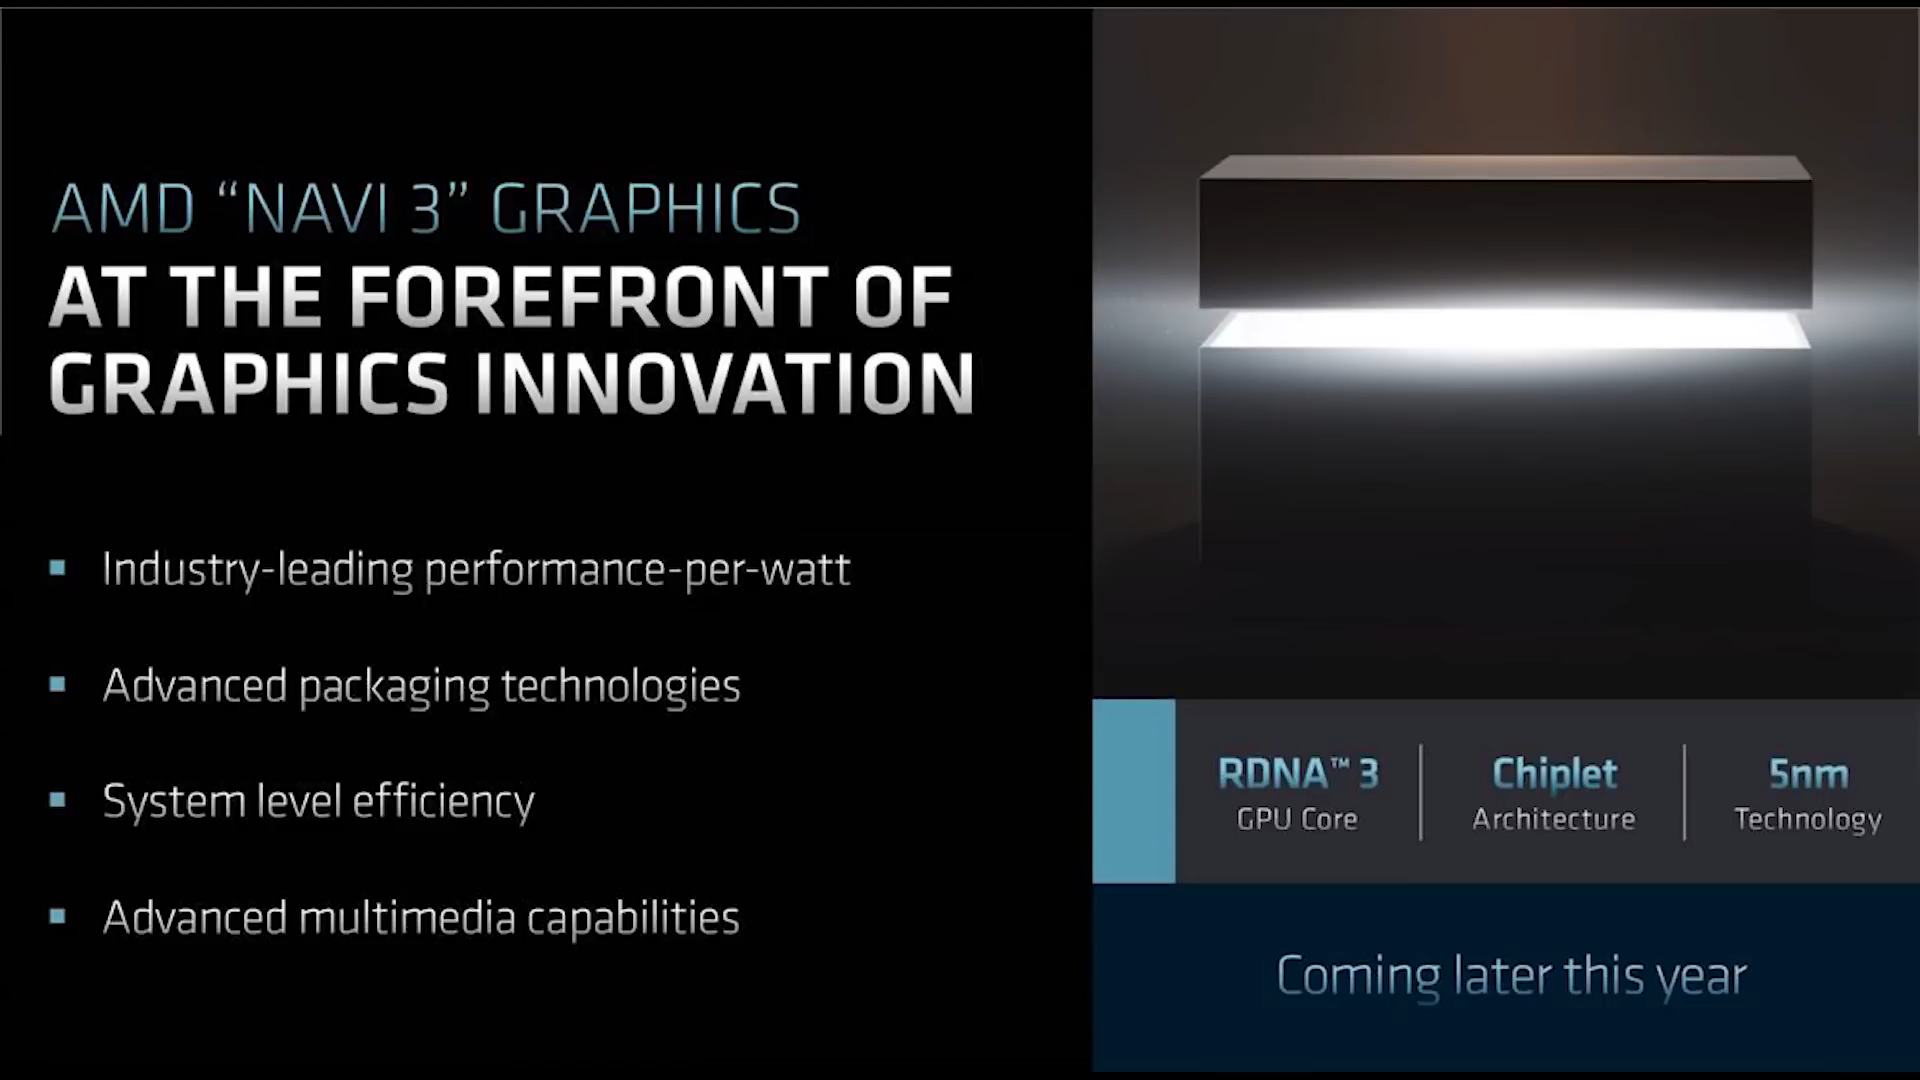 AMD “NAVI 3” GRAPHICS
AT THE FOREFRONT OF
GRAPHICS INNOVATION
Industry-leading performance-per-watt
Advanced packaging technologies
System level efficiency
Advanced multimedia capabilities
RDNA™ 3
GPU Core
Chiplet
Architecture
5nm
Technology
Coming later this year